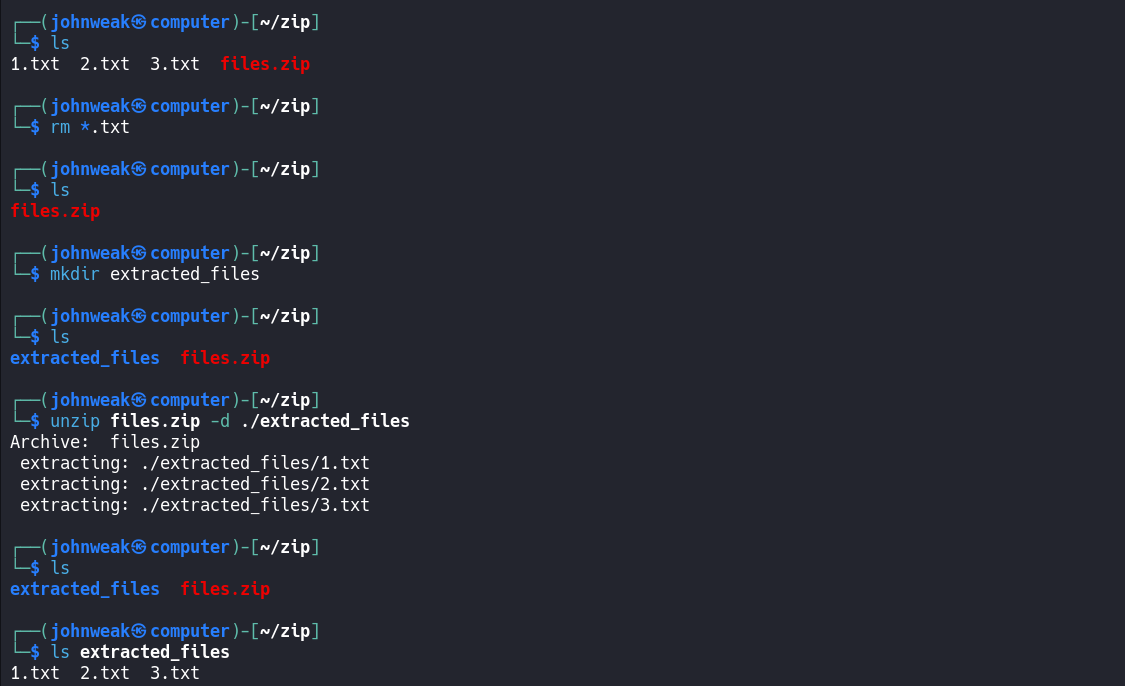 ┌──(johnweak㉿computer)-[~/zip]
└─$ ls
1.txt  2.txt  3.txt  files.zip
┌──(johnweak㉿computer)-[~/zip]
└─$ rm *.txt
┌──(johnweak㉿computer)-[~/zip]
└─$ ls
files.zip
┌──(johnweak㉿computer)-[~/zip]
└─$ mkdir extracted_files
┌──(johnweak㉿computer)-[~/zip]
└─$ ls
extracted_files  files.zip
┌──(johnweak㉿computer)-[~/zip]
└─$ unzip files.zip -d ./extracted_files
Archive:  files.zip
 extracting: ./extracted_files/1.txt
 extracting: ./extracted_files/2.txt
 extracting: ./extracted_files/3.txt
┌──(johnweak㉿computer)-[~/zip]
└─$ ls
extracted_files  files.zip
┌──(johnweak㉿computer)-[~/zip]
└─$ ls extracted_files
1.txt  2.txt  3.txt